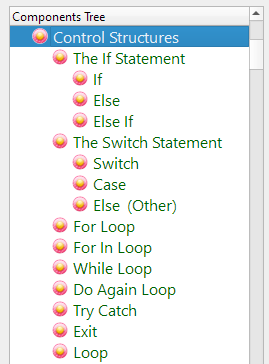 Components Tree
Control Structures
The If Statement
If
Else
Else If
The Switch Statement
Switch
Case
Else (Other)
For Loop
For In Loop
While Loop
Do Again Loop
Try Catch
Exit
Loop